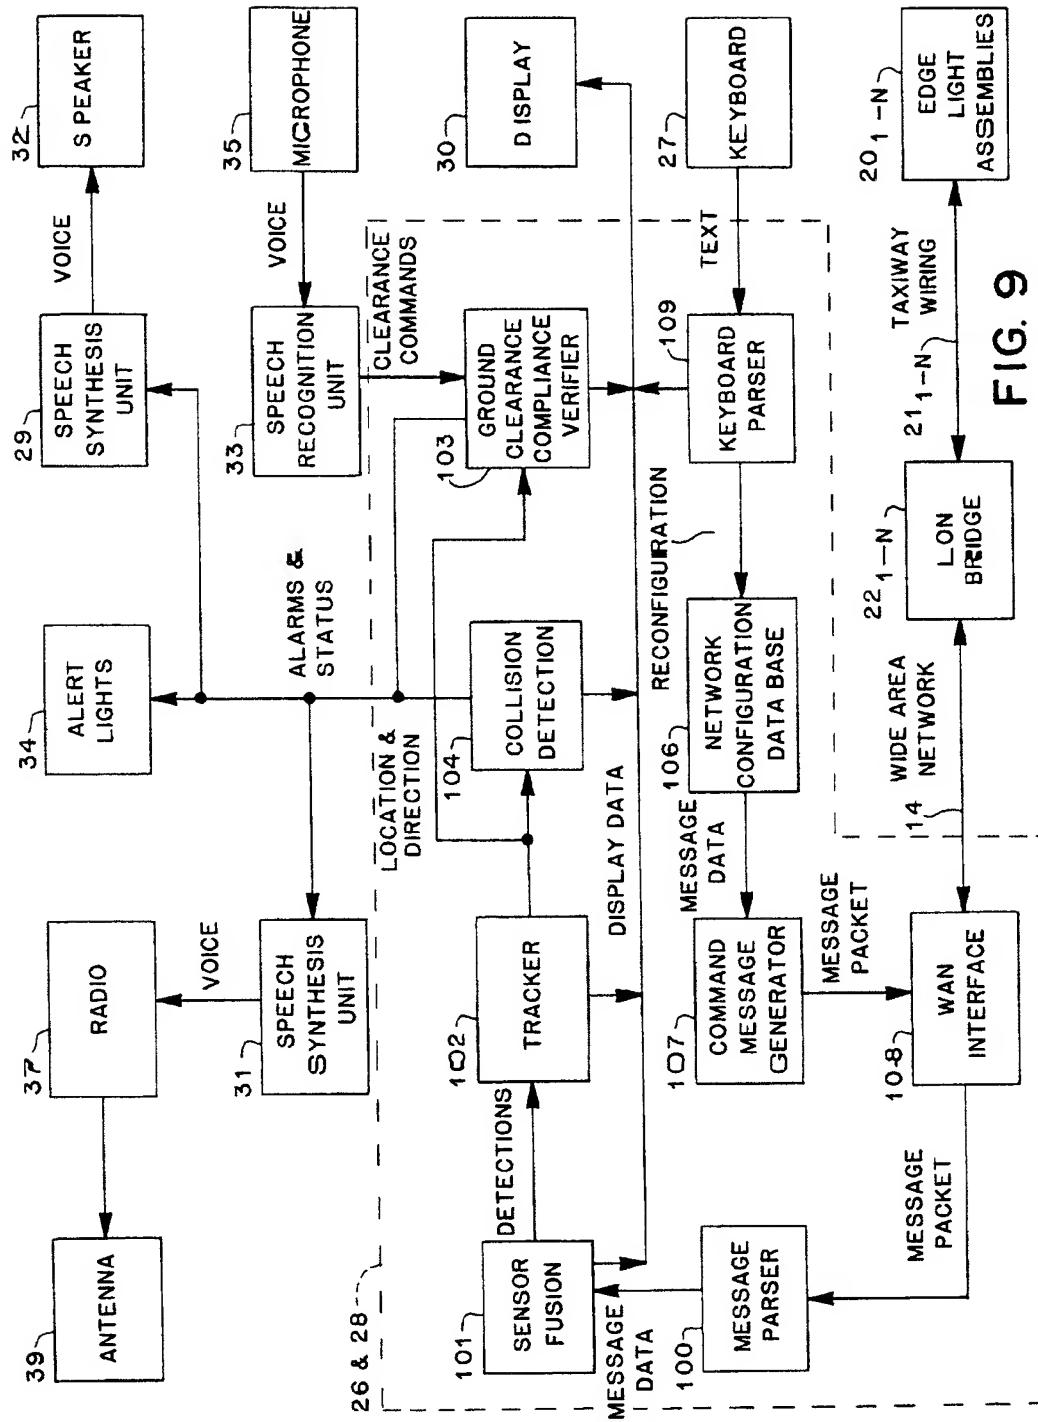 39
ANTENNA
37
RADIO
34
ALERT
LIGHTS
29
SPEECH
SYNTHESIS
UNIT
VOICE
32
SPEAKER
VOICE
31
SPEECH
SYNTHESIS
UNIT
ALARMS &
STATUS
33
SPEECH
RECOGNITION
UNIT
VOICE
35
MICROPHONE
26 & 28
LOCATION &
DIRECTION
CLEARANCE
COMMANDS
101
SENSOR
FUSION
DETECTIONS
102
TRACKER
104
COLLISION
DETECTION
103
GROUND
CLEARANCE
COMPLIANCE
VERIFIER
30
DISPLAY
MESSAGE
DATA
DISPLAY DATA
RECONFIGURATION
TEXT
100
MESSAGE
PARSER
107
COMMAND
MESSAGE
GENERATOR
MESSAGE
DATA
106
NETWORK
CONFIGURATION
DATA BASE
109
KEYBOARD
PARSER
27
KEYBOARD
MESSAGE
PACKET
MESSAGE
PACKET
108
WAN
INTERFACE
14
WIDE AREA
NETWORK
22 1-N
LON
BRIDGE
21 1-N
TAXIWAY
WIRING
20 1-N
EDGE
LIGHT
ASSEMBLIES
FIG. 9